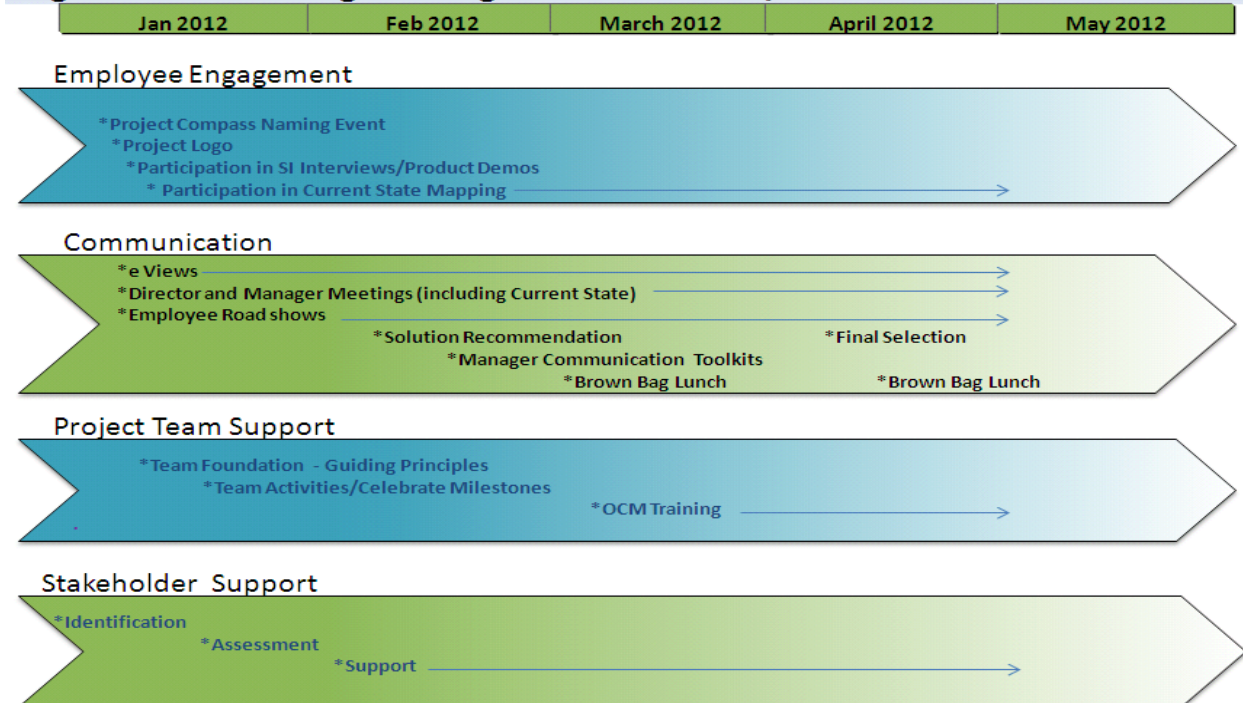 Jan 2012 Feb 2012 March 2012 April 2012 May 2012
Employee Engagement
*Project Compass Naming Event
*Project Logo
*Participation in SI Interviews/Product Demos
* Participation in Current State Mapping
Communication
*e Views
*Director and Manager Meetings (including Current State)
*Employee Road shows
*Solution Recommendation *Final Selection
*Manager Communication Toolkits
*Brown Bag Lunch *Brown Bag Lunch
Project Team Support
*Team Foundation - Guiding Principles
*Team Activities/Celebrate Milestones
*OCM Training
Stakeholder Support
*Identification
*Assessment
*Support